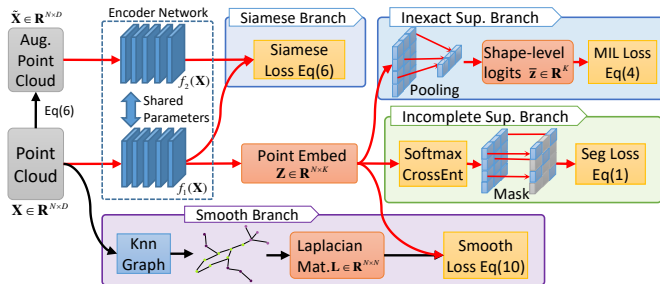 X̃ ∈ R^{N×D}
Aug.
Point
Cloud
Eq(6)
Point
Cloud
X ∈ R^{N×D}
Encoder Network
f₂(X)
Shared
Parameters
f₁(X)
Siamese Branch
Siamese
Loss Eq(6)
Point Embed
Z ∈ R^{N×K}
Inexact Sup. Branch
Pooling
Shape-level
logits z̄ ∈ R^K
MIL Loss
Eq(4)
Incomplete Sup. Branch
Softmax
CrossEnt
Mask
Seg Loss
Eq(1)
Smooth Branch
Knn
Graph
Laplacian
Mat. L ∈ R^{N×N}
Smooth
Loss Eq(10)